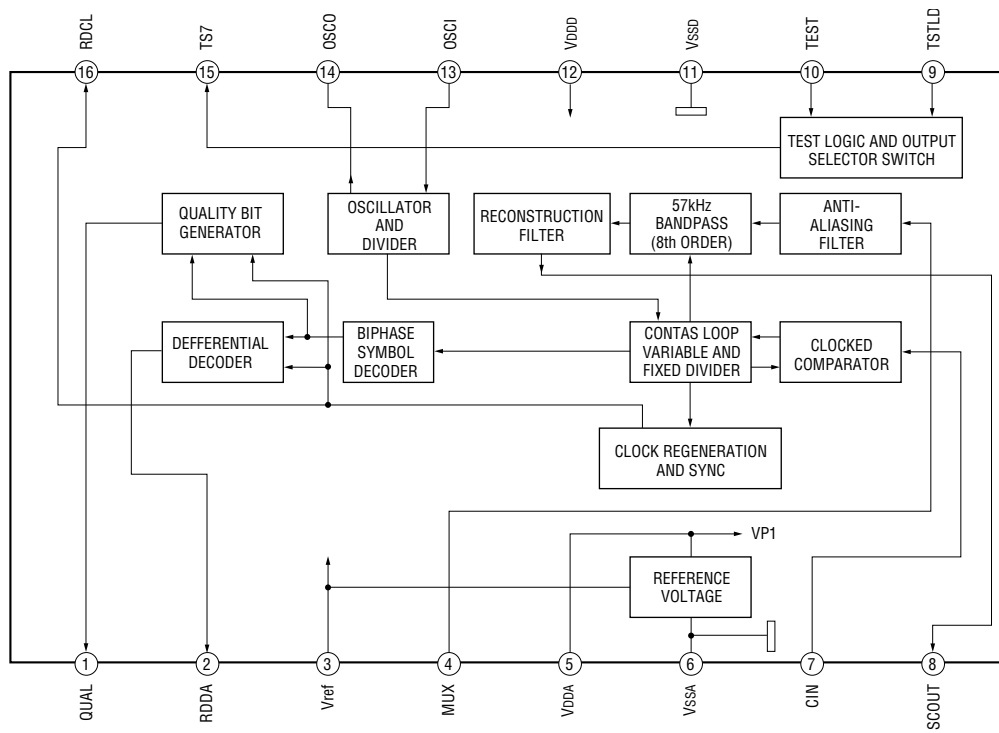 RDCL
TS7
OSCO
OSCI
VDDD
VSSD
TEST
TSTLD
16
15
14
13
12
11
10
9
TEST LOGIC AND OUTPUT
SELECTOR SWITCH
QUALITY BIT
GENERATOR
OSCILLATOR
AND
DIVIDER
RECONSTRUCTION
FILTER
57kHz
BANDPASS
(8th ORDER)
ANTI-
ALIASING
FILTER
DEFFERENTIAL
DECODER
BIPHASE
SYMBOL
DECODER
CONTAS LOOP
VARIABLE AND
FIXED DIVIDER
CLOCKED
COMPARATOR
CLOCK REGENERATION
AND SYNC
VP1
REFERENCE
VOLTAGE
1
2
3
4
5
6
7
8
QUAL
RDDA
Vref
MUX
VDDA
VSSA
CIN
SCOUT